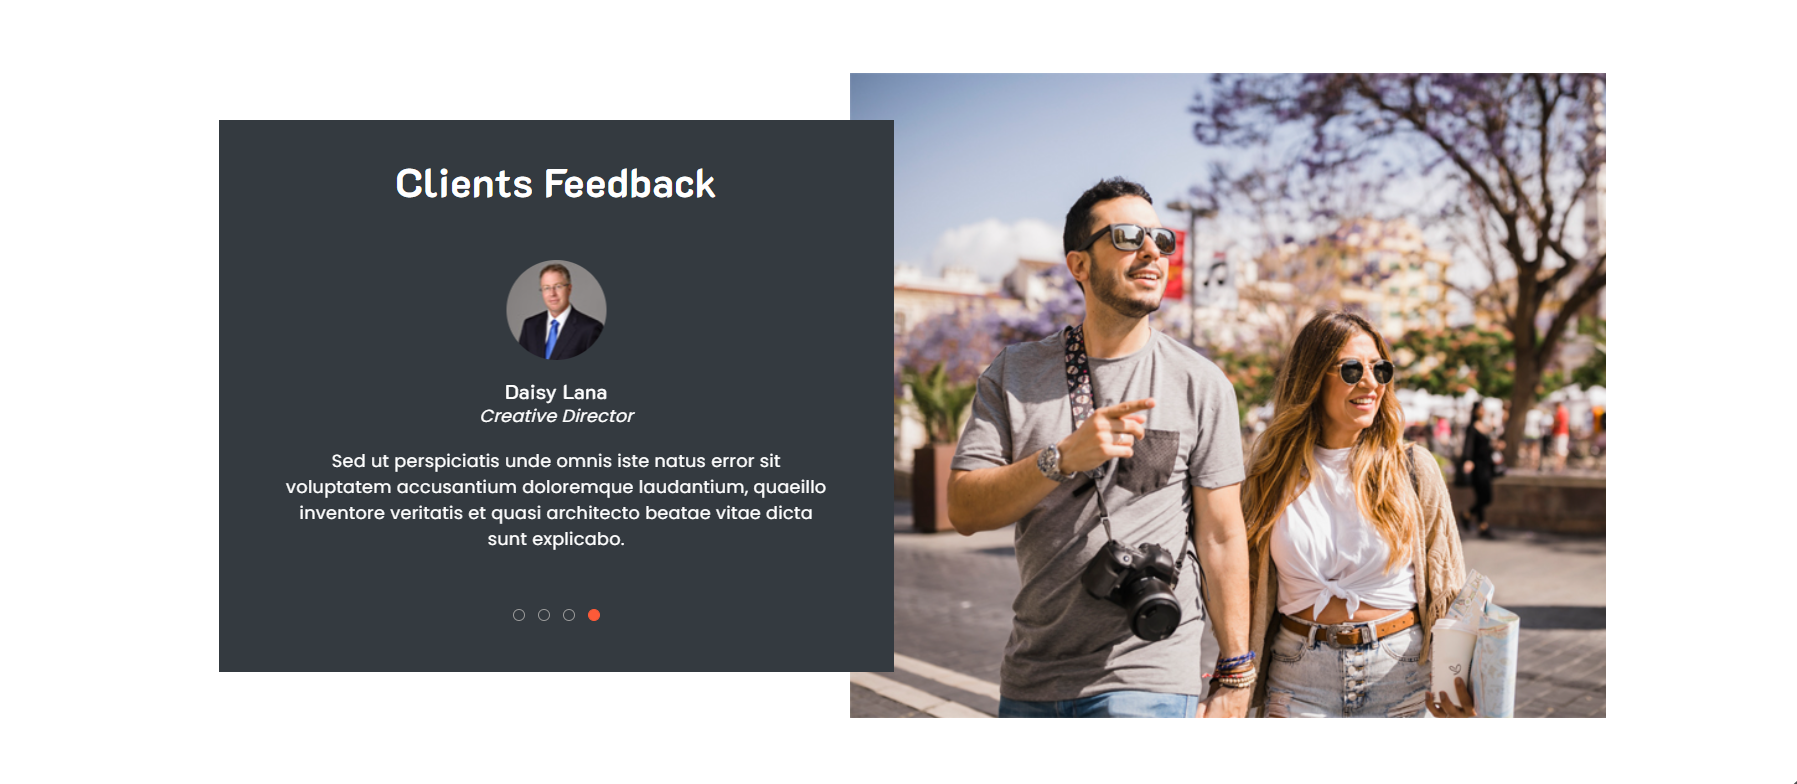 Clients Feedback
Daisy Lana
Creative Director
Sed ut perspiciatis unde omnis iste natus error sit
voluptatem accusantium doloremque laudantium, quaeillo
inventore veritatis et quasi architecto beatae vitae dicta
sunt explicabo.